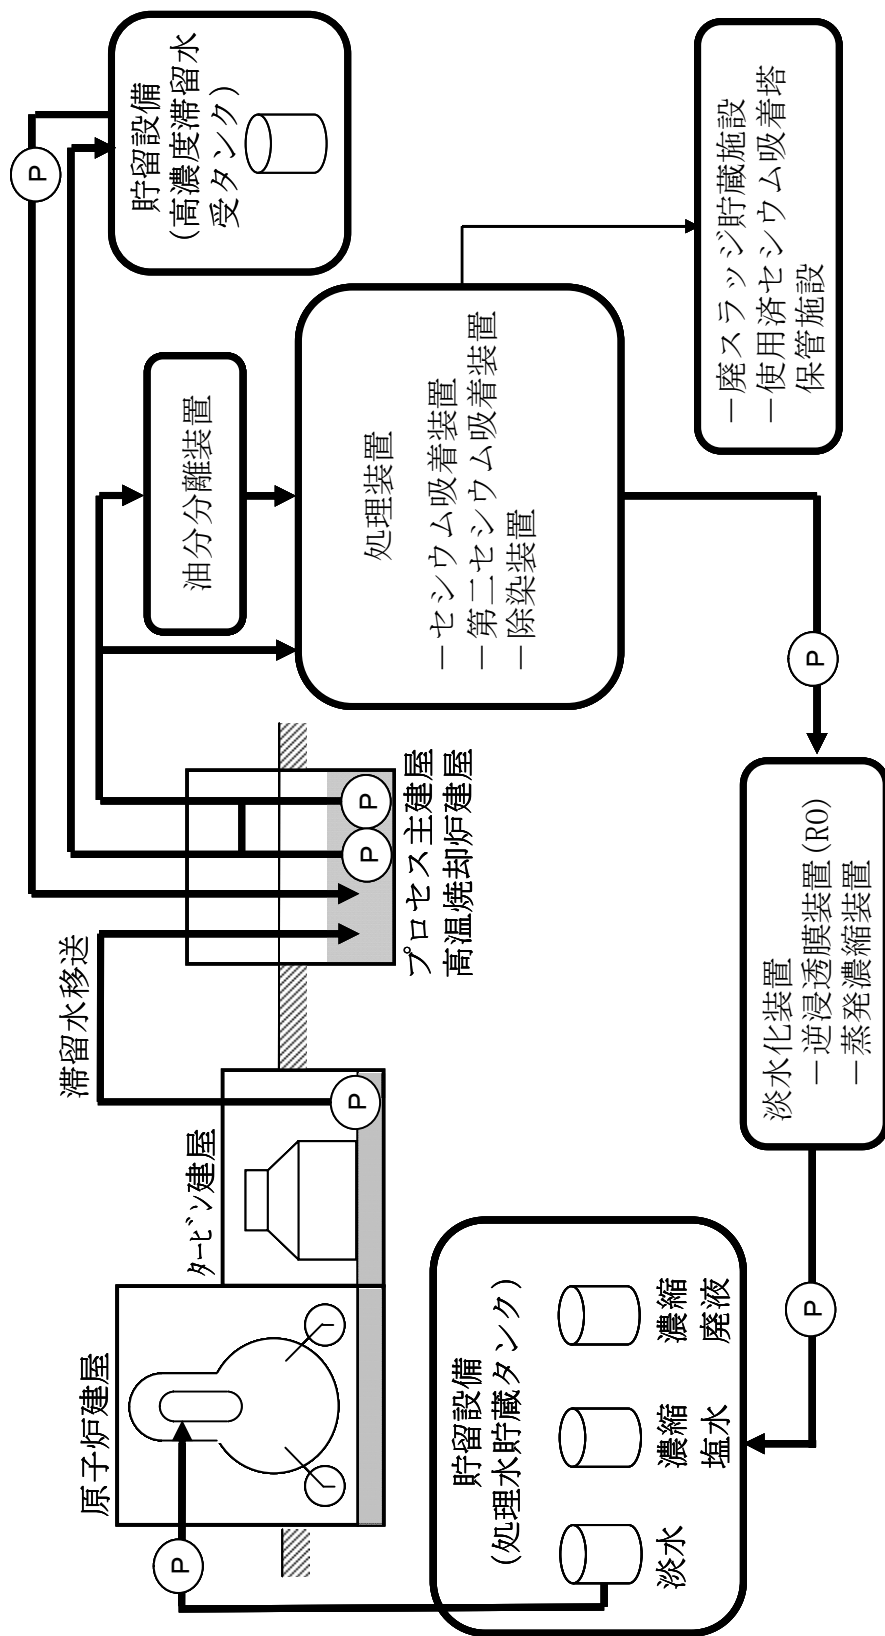 原子炉建屋
P
タービン建屋
P
滞留水移送
プロセス主建屋
高温焼却炉建屋
P
P
P
貯留設備
(高濃度滞留水
受タンク)
油分分離装置
処理装置
－セシウム吸着装置
－第二セシウム吸着装置
－除染装置
－廃スラッジ貯蔵施設
－使用済セシウム吸着塔
保管施設
P
淡水化装置
－逆浸透膜装置(RO)
－蒸発濃縮装置
P
貯留設備
(処理水貯蔵タンク)
淡水
濃縮
塩水
濃縮
廃液